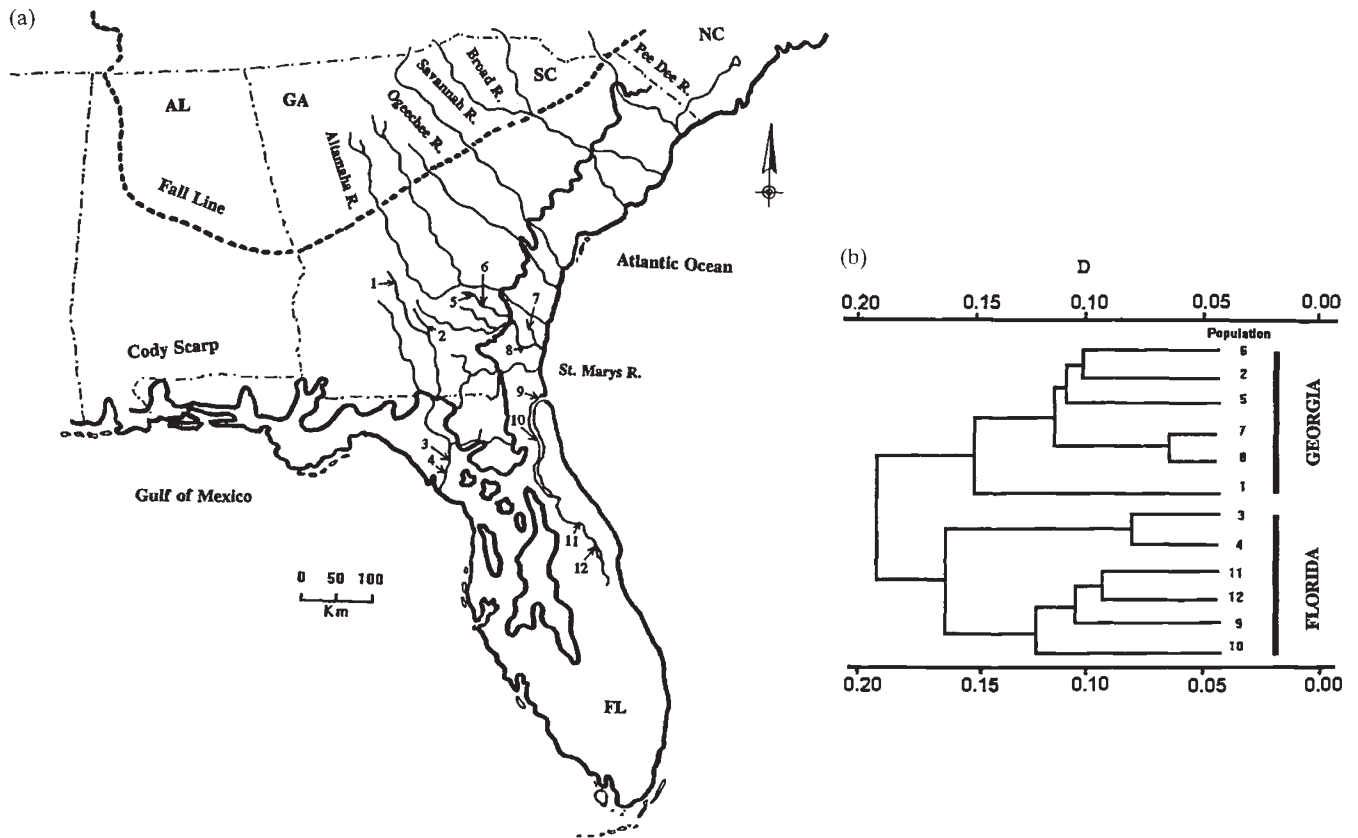 (a)
NC
Pee Dee R.
SC
Broad R.
Savannah R.
Ogeechee R.
AL
GA
Altamaha R.
Fall Line
Atlantic Ocean
1
6
5
7
2
8
Cody Scarp
St. Marys R.
9
10
3
4
Gulf of Mexico
11
12
0 50 100
Km
FL
(b)
D
0.20 0.15 0.10 0.05 0.00
Population
6
2
5
7
8
1
GEORGIA
3
4
11
12
9
10
FLORIDA
0.20 0.15 0.10 0.05 0.00